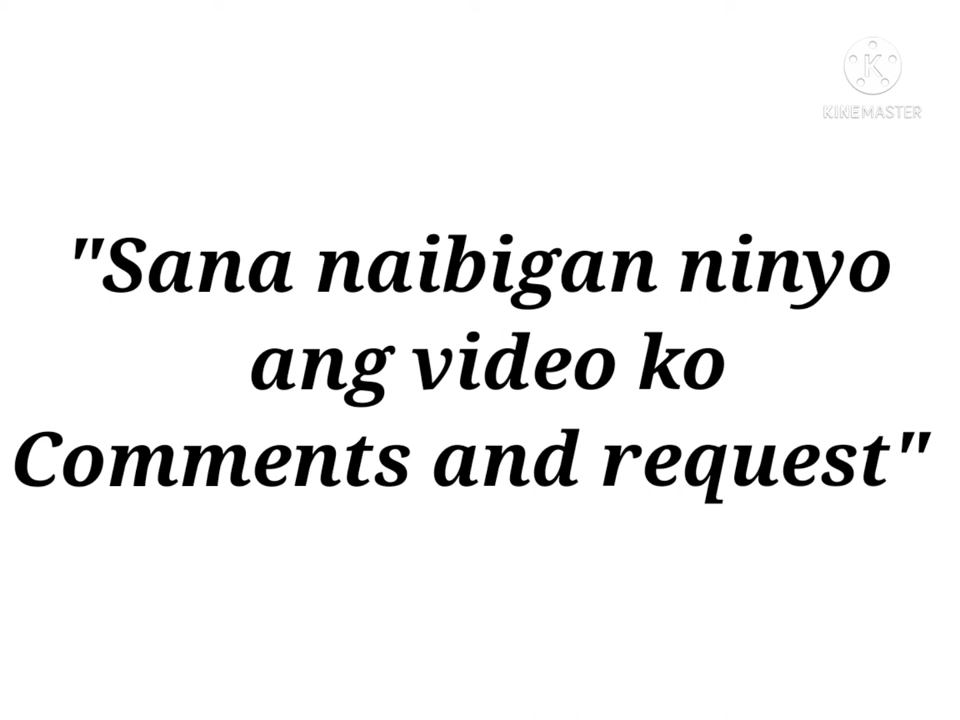 KINEMASTER
"Sana naibigan ninyo
ang video ko
Comments and request"